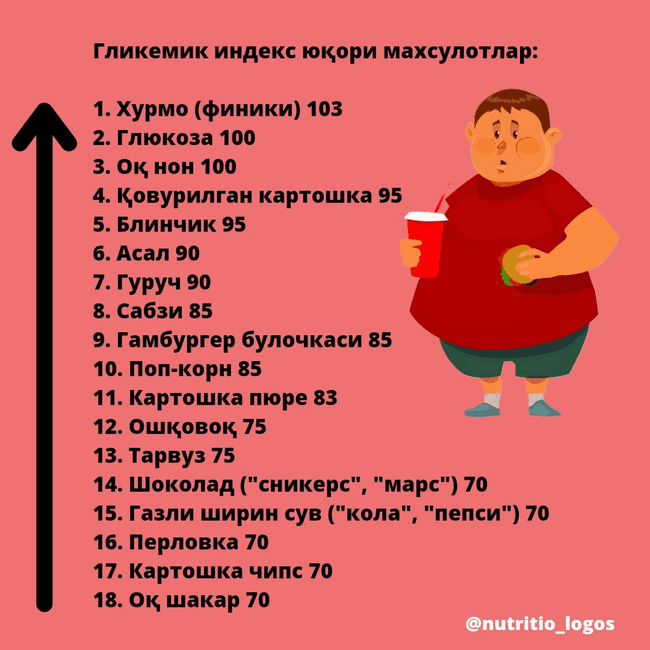 Гликемик индекс юқори махсулотлар:
1. Хурмо (финики) 103
2. Глюкоза 100
3. Оқ нон 100
4. Қовурилган картошка 95
5. Блинчик 95
6. Асал 90
7. Гуруч 90
8. Сабзи 85
9. Гамбургер булочкаси 85
10. Поп-корн 85
11. Картошка пюре 83
12. Ошқовоқ 75
13. Тарвуз 75
14. Шоколад ("сникерс", "марс") 70
15. Газли ширин сув ("кола", "пепси") 70
16. Перловка 70
17. Картошка чипс 70
18. Оқ шакар 70
@nutritio_logos